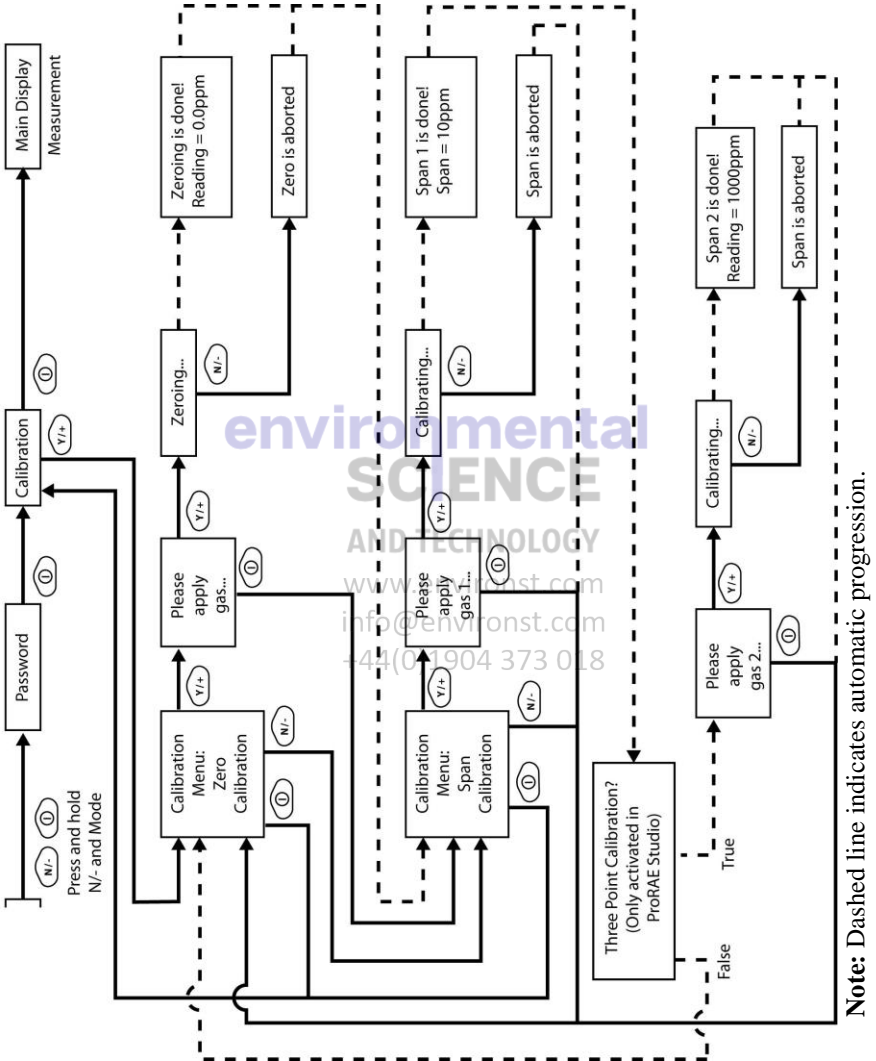 N/-
Press and hold
N/- and Mode
Password
Calibration
Y/+
Main Display
Measurement
Calibration
Menu:
Zero
Calibration
N/-
Y/+
Please
apply
gas...
Y/+
Zeroing...
N/-
Zeroing is done!
Reading = 0.0ppm
Zero is aborted
Calibration
Menu:
Span
Calibration
N/-
Y/+
Please
apply
gas 1...
Y/+
Calibrating...
N/-
Span 1 is done!
Span = 10ppm
Span is aborted
Three Point Calibration?
(Only activated in
ProRAE Studio)
False
True
Please
apply
gas 2...
Y/+
Calibrating...
N/-
Span 2 is done!
Reading = 1000ppm
Span is aborted
Note: Dashed line indicates automatic progression.
environmental
SCIENCE
AND TECHNOLOGY
www.environst.com
info@environst.com
+44(0)1904 373 018